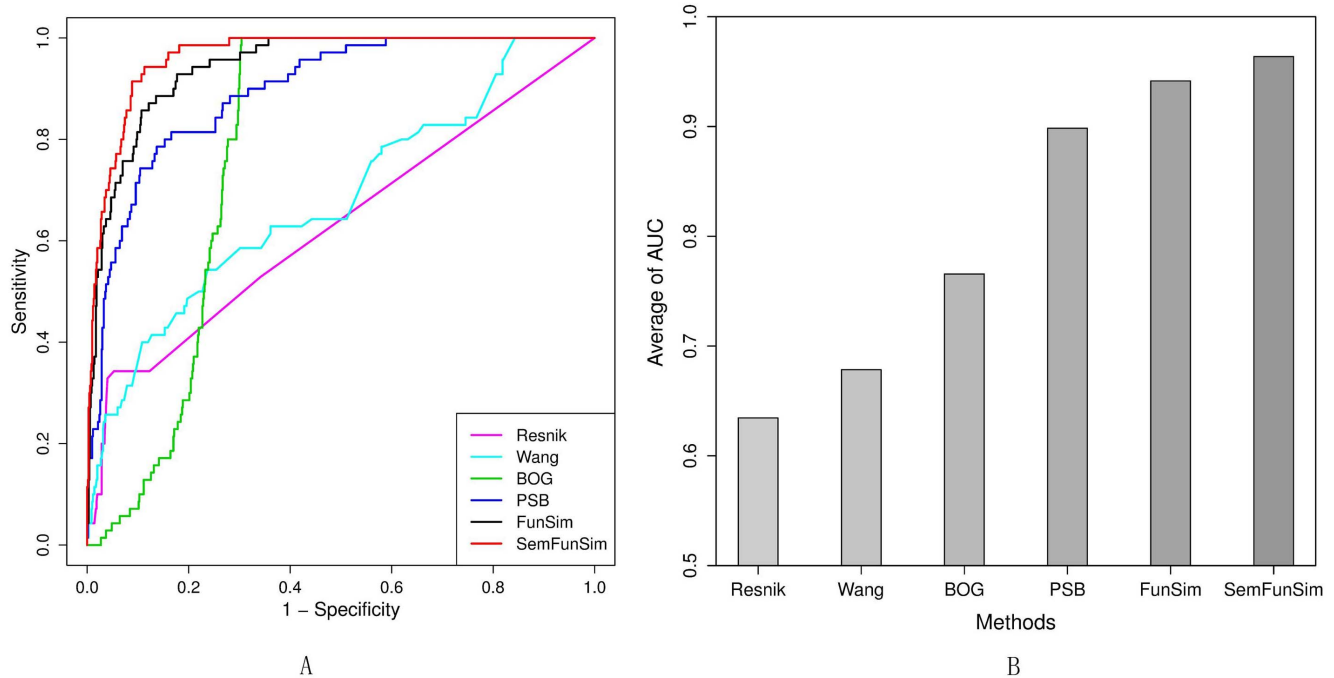 1.0
0.8
0.6
0.4
0.2
0.0
Sensitivity
0.0 0.2 0.4 0.6 0.8 1.0
1 − Specificity
Resnik
Wang
BOG
PSB
FunSim
SemFunSim
A
1.0
0.9
0.8
0.7
0.6
0.5
Average of AUC
Resnik Wang BOG PSB FunSim SemFunSim
Methods
B